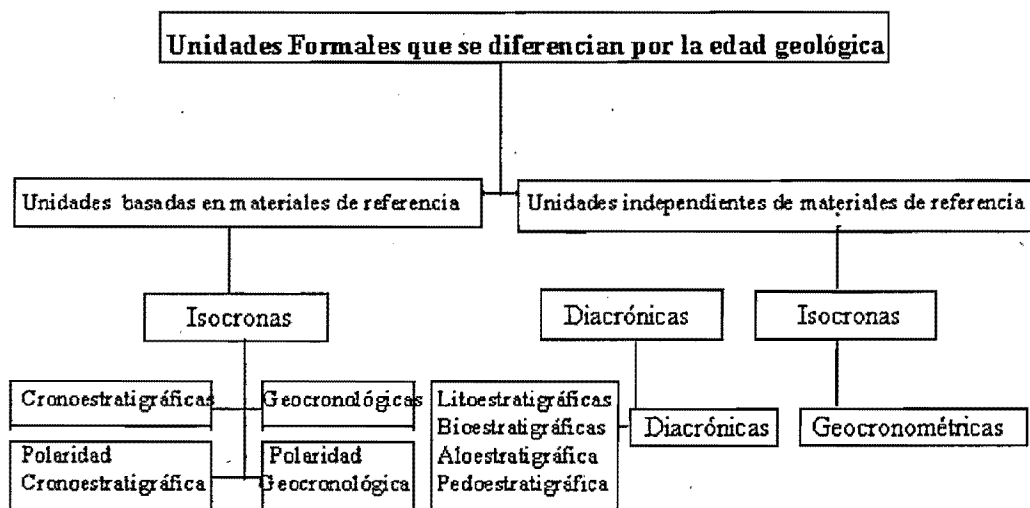 Unidades Formales que se diferencian por la edad geológica
Unidades basadas en materiales de referencia
Unidades independientes de materiales de referencia
Isocronas
Diacrónicas
Isocronas
Cronoestratigráficas
Geocronológicas
Litoestratigráficas
Bioestratigráficas
Aloestratigráfica
Pedoestratigráfica
Diacrónicas
Geocronométricas
Polaridad
Cronoestratigráfica
Polaridad
Geocronológica